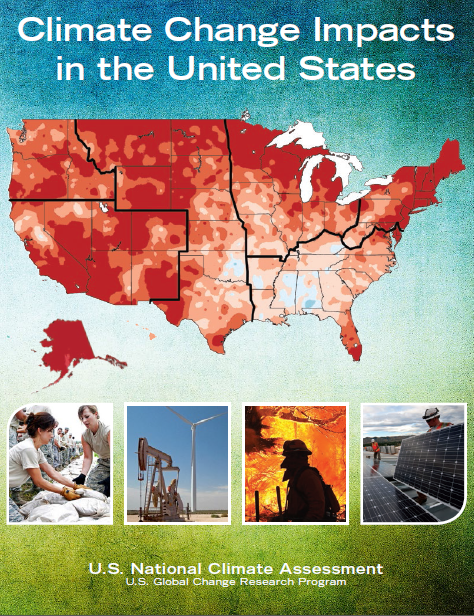 Climate Change Impacts
in the United States
U.S. National Climate Assessment
U.S. Global Change Research Program